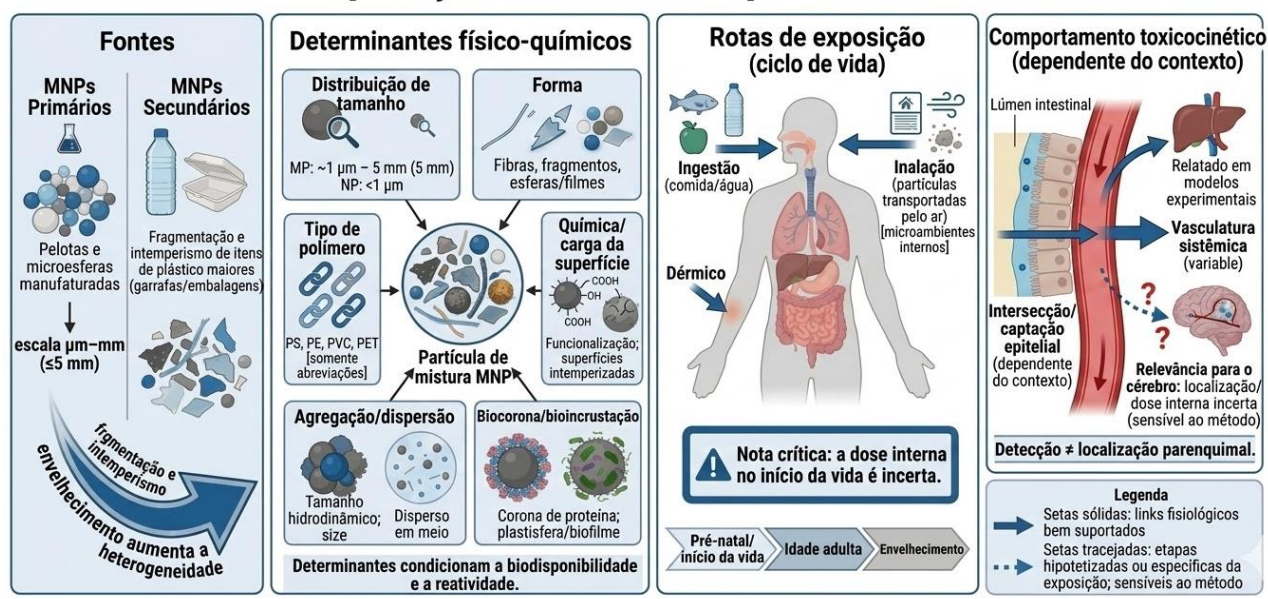 Fontes
MNPs
Primários
Pelotas e
microesferas
manufaturadas
escala µm–mm
(≤5 mm)
MNPs
Secundários
Fragmentação e
intemperismo de itens
de plástico maiores
(garrafas/embalagens)
frgmentação e
intemperismo
envelhecimento aumenta a
heterogeneidade
Determinantes físico-químicos
Distribuição de
tamanho
MP: ~1 µm – 5 mm (5 mm)
NP: <1 µm
Forma
Fibras, fragmentos,
esferas/filmes
Tipo de
polímero
PS, PE, PVC, PET
[somente
abreviações]
Partícula de
mistura MNP
Química/
carga da
superfície
COOH
OH
COOH
Funcionalização;
superfícies
intemperizadas
Agregação/dispersão
Tamanho
hidrodinâmico;
size
Disperso
em meio
Biocorona/bioincrustação
Corona de proteína;
plastisfera/biofilme
Determinantes condicionam a biodisponibilidade
e a reatividade.
Rotas de exposição
(ciclo de vida)
Ingestão
(comida/água)
Inalação
(partículas
transportadas
pelo ar)
[microambientes
internos]
Dérmico
Nota crítica: a dose interna
no início da vida é incerta.
Pré-natal/
início da vida
Idade adulta
Envelhecimento
Comportamento toxicocinético
(dependente do contexto)
Lúmen intestinal
Relatado em
modelos
experimentais
Vasculatura
sistêmica
(variable)
Intersecção/
captação
epitelial
(dependente
do contexto)
?
?
Relevância para o
cérebro: localização/
dose interna incerta
(sensível ao método)
Detecção ≠ localização parenquimal.
Legenda
Setas sólidas: links fisiológicos
bem suportados
Setas tracejadas: etapas
hipotetizadas ou especificas da
exposição; sensíveis ao método